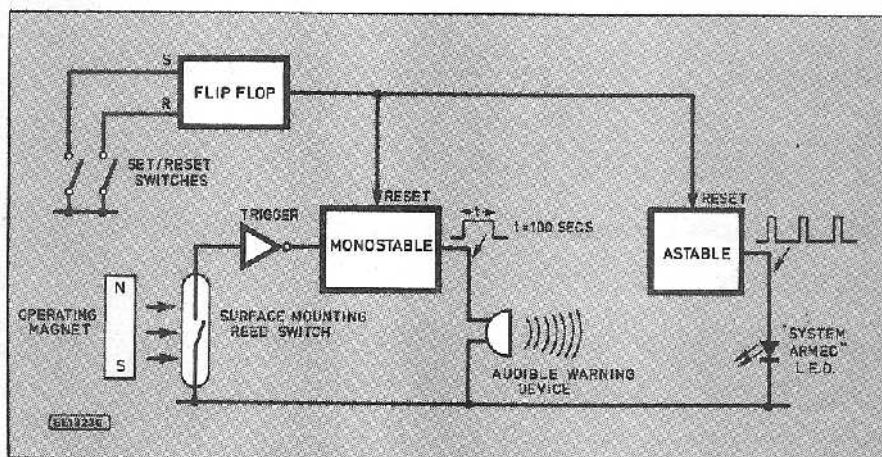 S
FLIP FLOP
R
SET/RESET
SWITCHES
TRIGGER
RESET
MONOSTABLE
t
t=100 SECS
RESET
ASTABLE
N
OPERATING
MAGNET
S
SURFACE MOUNTING
REED SWITCH
AUDIBLE WARNING
DEVICE
"SYSTEM
ARMED"
L.E.D.